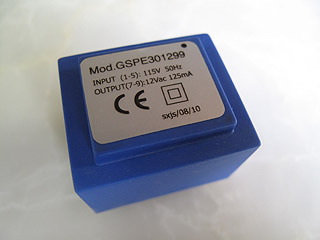 Mod.GSPE301299
INPUT (1-5): 115V 50Hz
OUTPUT(7-9):12Vac 125mA
CE
sxjs/08/10